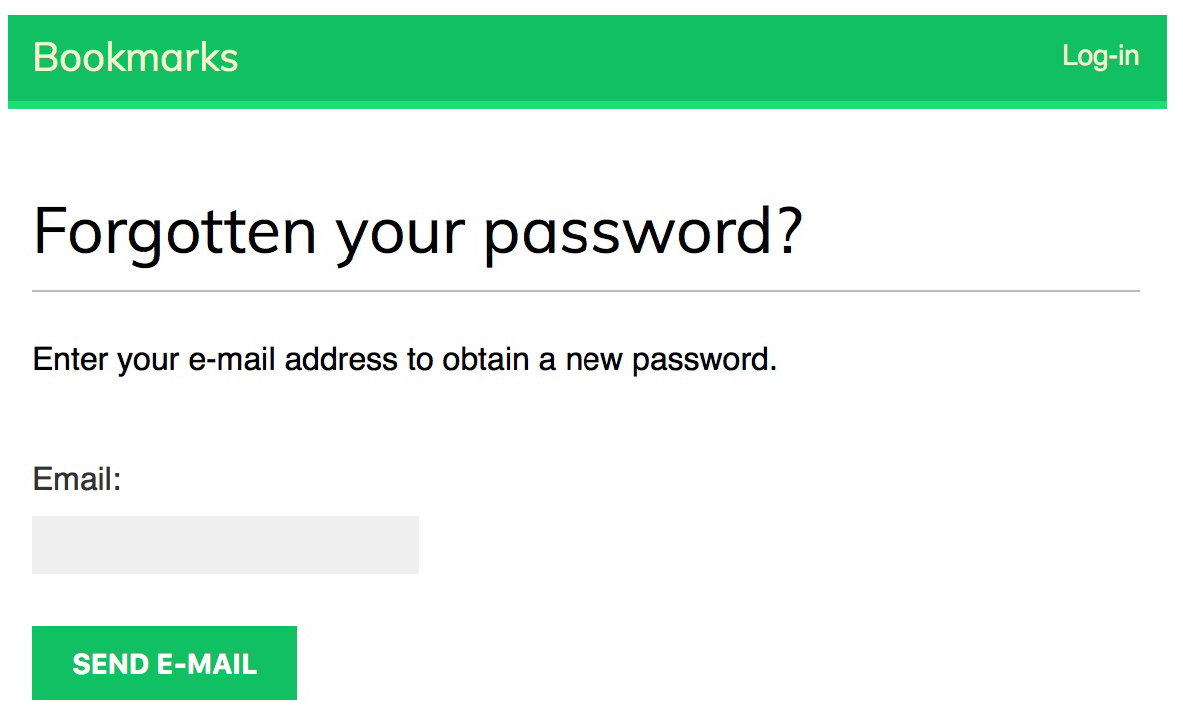 Bookmarks
Log-in
Forgotten your password?
Enter your e-mail address to obtain a new password.
Email:
SEND E-MAIL